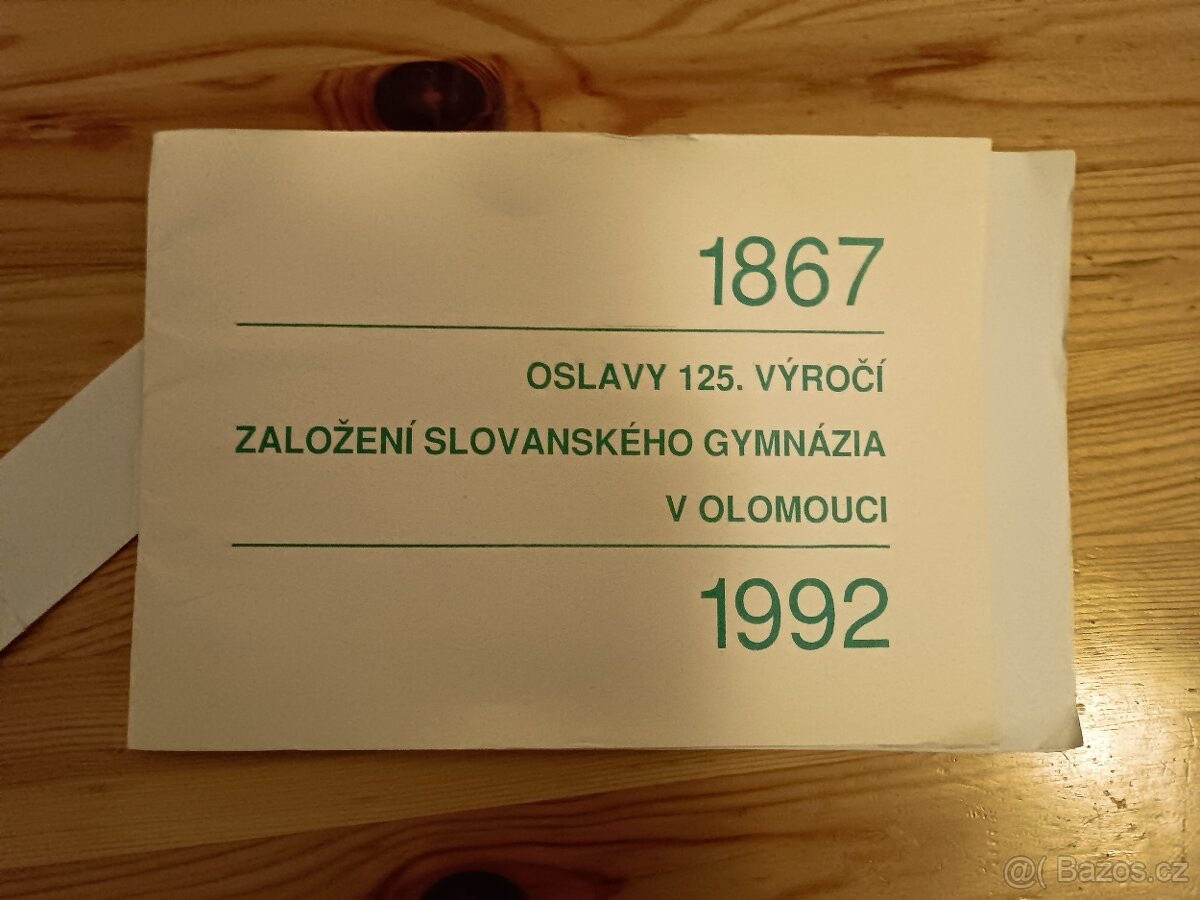 1867
OSLAVY 125. VÝROČÍ
ZALOŽENÍ SLOVANSKÉHO GYMNÁZIA
V OLOMOUCI
1992
@( Bazos.cz